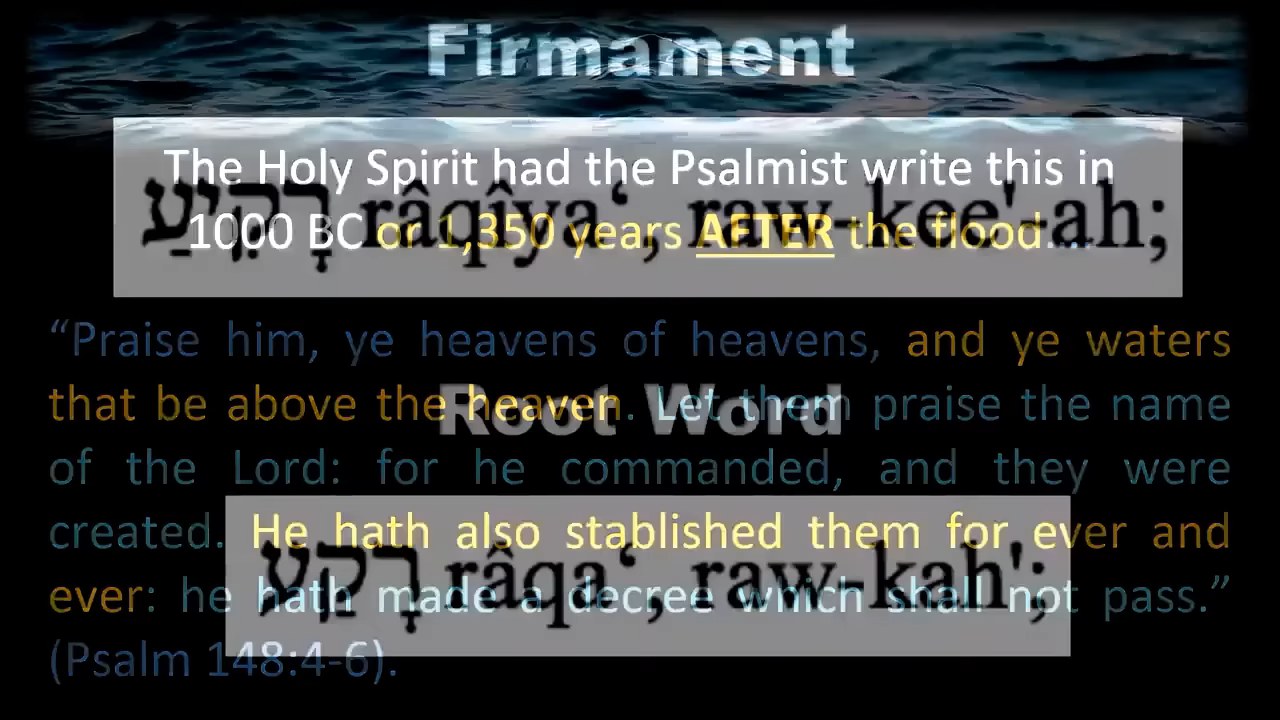 Firmament
The Holy Spirit had the Psalmist write this in
1000 BC or 1,350 years AFTER the flood....
רָקִיעַ râqîya‘, raw-kee'-ah;
“Praise him, ye heavens of heavens, and ye waters
that be above the heaven. Let them praise the name
Root Word
of the Lord: for he commanded, and they were
created. He hath also stablished them for ever and
רָקַע râqa‘, raw-kah';
ever: he hath made a decree which shall not pass.”
(Psalm 148:4-6).